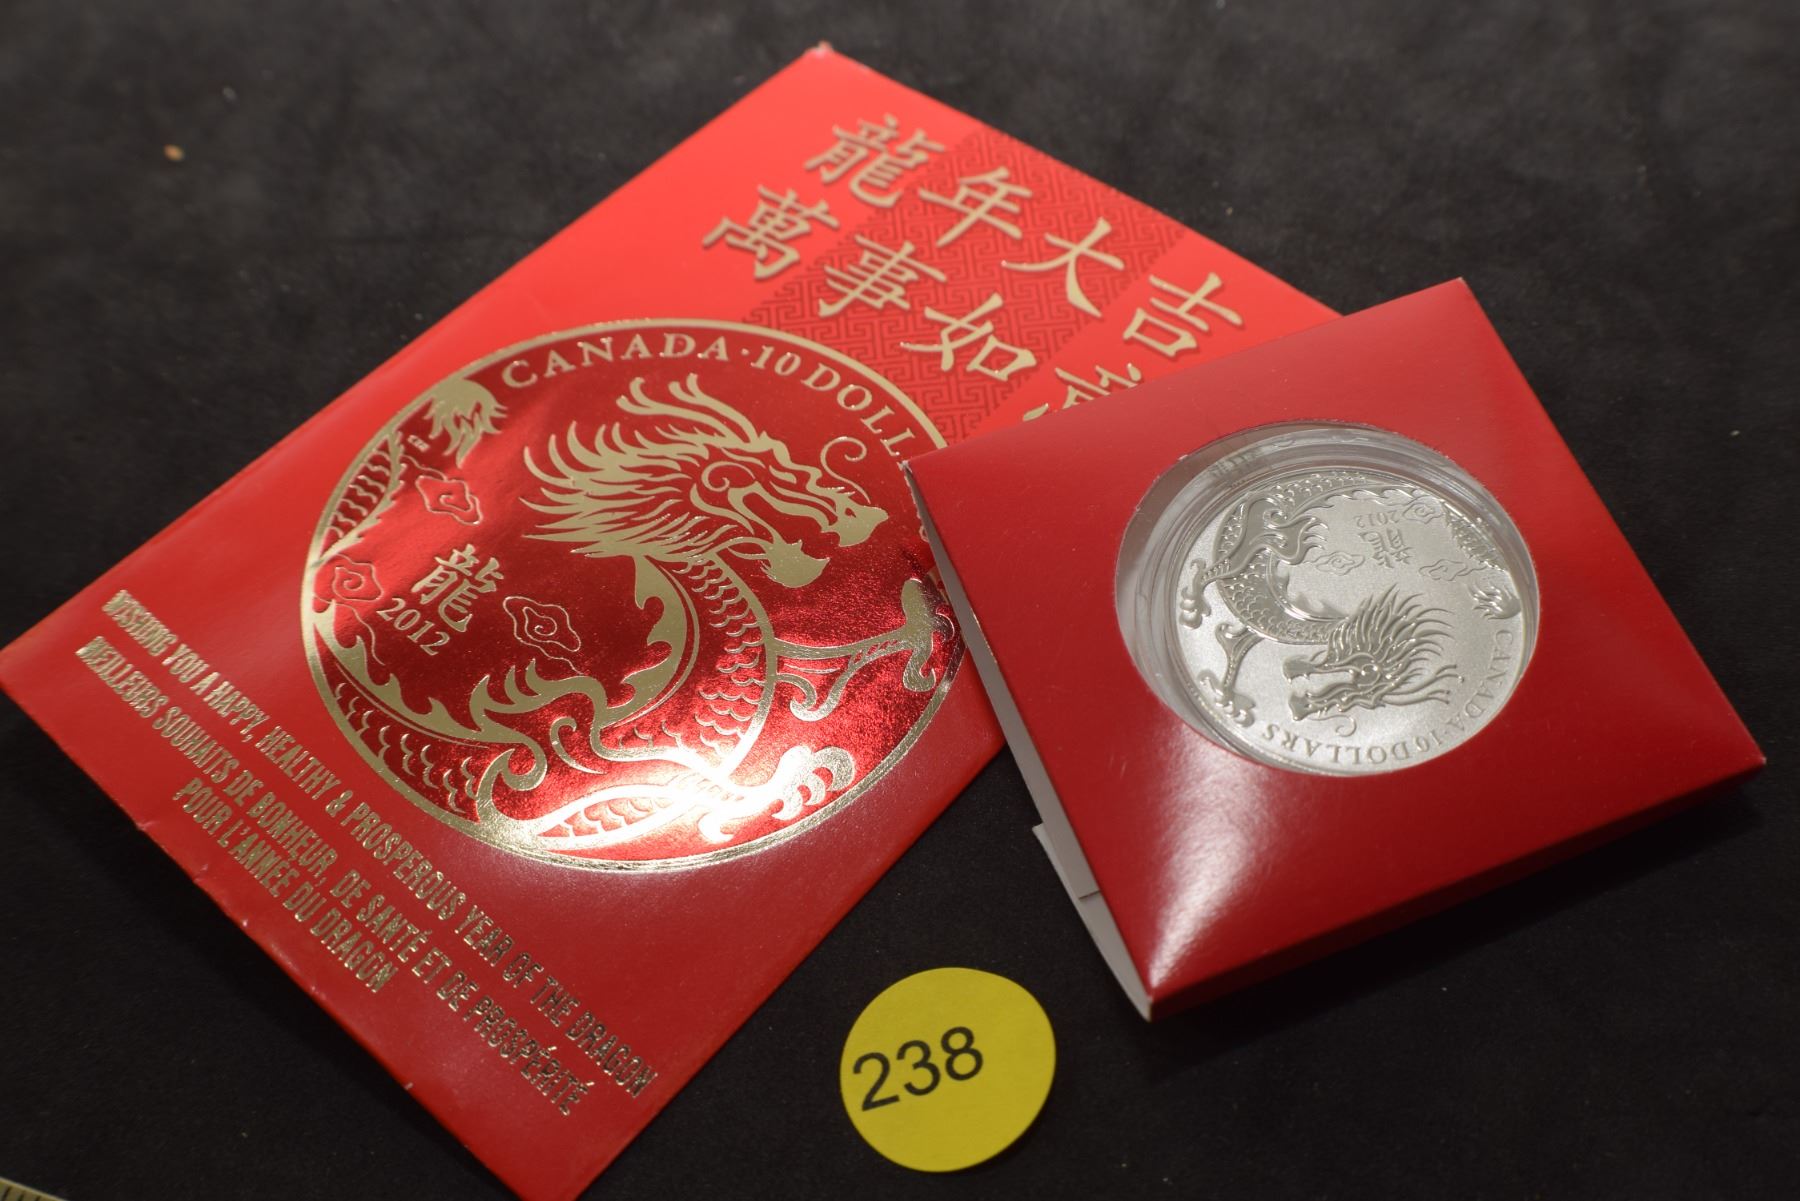 龍年大吉
萬事如意
CANADA·10 DOLL
龍
2012
WISHING YOU A HAPPY, HEALTHY & PROSPEROUS YEAR OF THE DRAGON
MEILLEURS SOUHAITS DE BONHEUR, DE SANTÉ ET DE PROSPÉRITÉ
POUR L'ANNÉE DU DRAGON
龍
2012
CANADA·10 DOLLARS
238